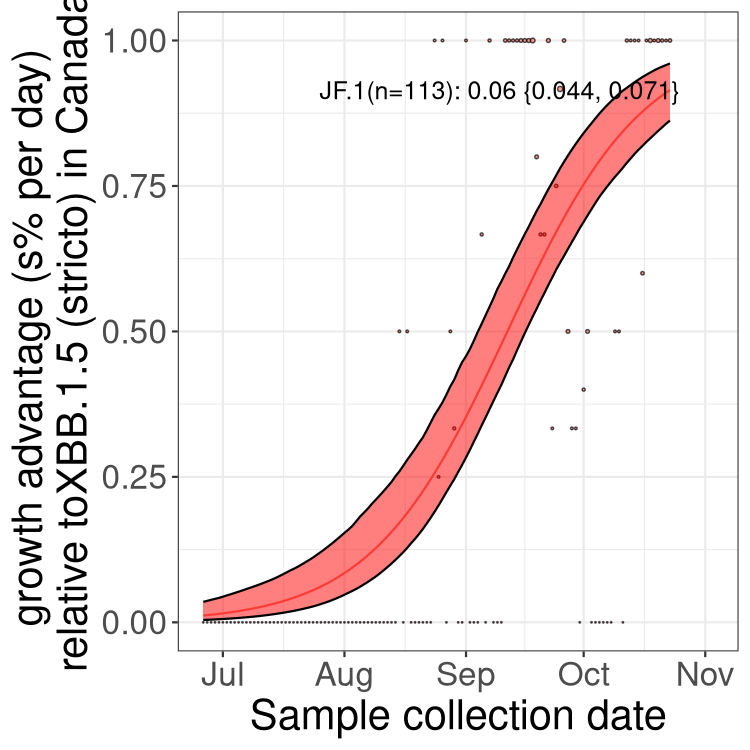 growth advantage (s% per day)
relative toXBB.1.5 (stricto) in Canada
1.00
0.75
0.50
0.25
0.00
JF.1(n=113): 0.06 {0.044, 0.071}
Jul Aug Sep Oct Nov
Sample collection date